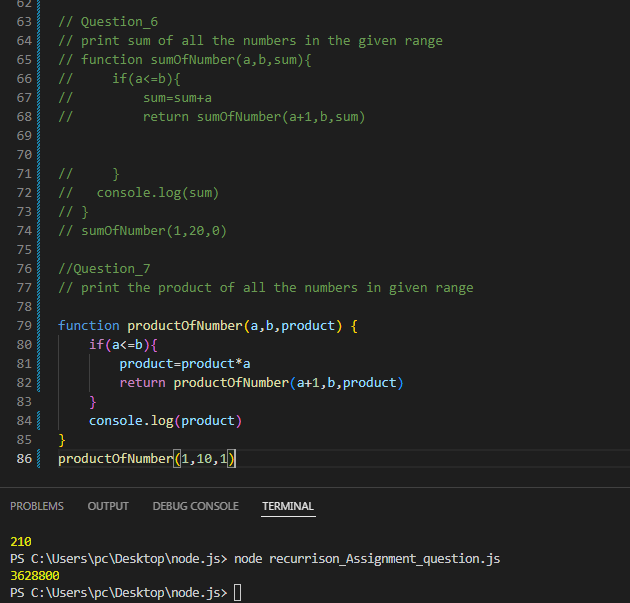 62
63 // Question_6
64 // print sum of all the numbers in the given range
65 // function sumOfNumber(a,b,sum){
66 //     if(a<=b){
67 //         sum=sum+a
68 //         return sumOfNumber(a+1,b,sum)
69
70
71 //     }
72 //   console.log(sum)
73 // }
74 // sumOfNumber(1,20,0)
75
76 //Question_7
77 // print the product of all the numbers in given range
78
79 function productOfNumber(a,b,product) {
80     if(a<=b){
81         product=product*a
82         return productOfNumber(a+1,b,product)
83     }
84     console.log(product)
85 }
86 productOfNumber(1,10,1)
PROBLEMS OUTPUT DEBUG CONSOLE TERMINAL
210
PS C:\Users\pc\Desktop\node.js> node recurrison_Assignment_question.js
3628800
PS C:\Users\pc\Desktop\node.js>